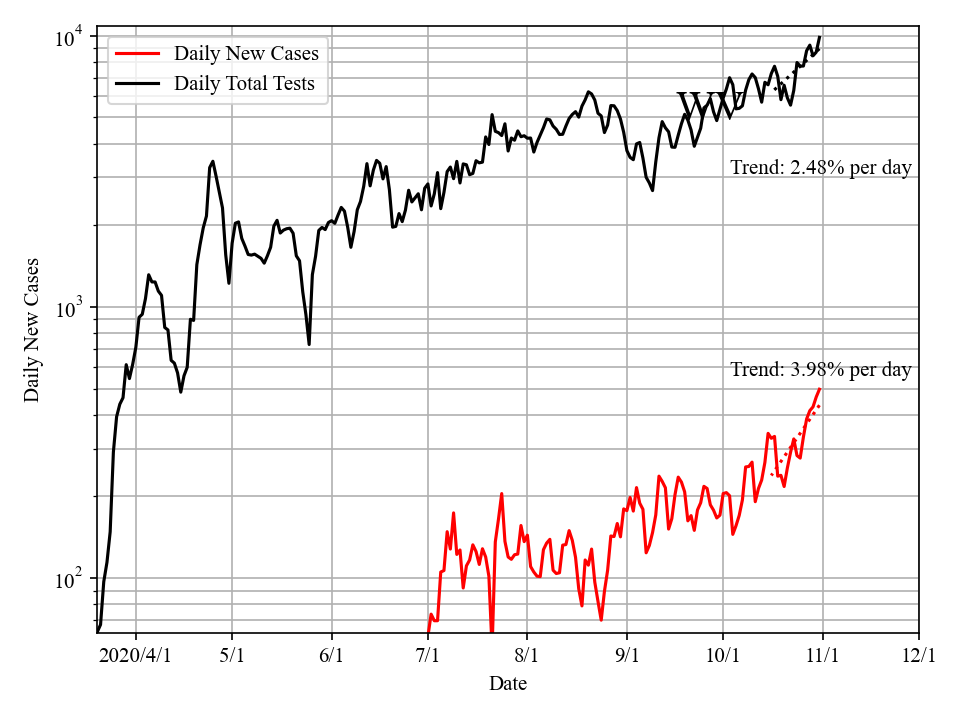 10^4
Daily New Cases
Daily Total Tests
WW
Trend: 2.48% per day
10^3
Daily New Cases
Trend: 3.98% per day
10^2
2020/4/1 5/1 6/1 7/1 8/1 9/1 10/1 11/1 12/1
Date